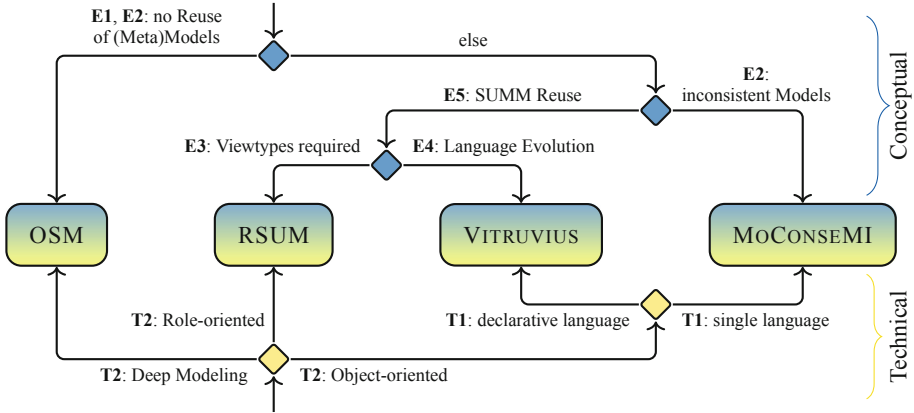 E1, E2: no Reuse
of (Meta)Models
else
E2:
inconsistent Models
E5: SUMM Reuse
E3: Viewtypes required
E4: Language Evolution
Conceptual
OSM
RSUM
VITRUVIUS
MOCONSEMI
T2: Role-oriented
T1: declarative language
T1: single language
T2: Deep Modeling
T2: Object-oriented
Technical